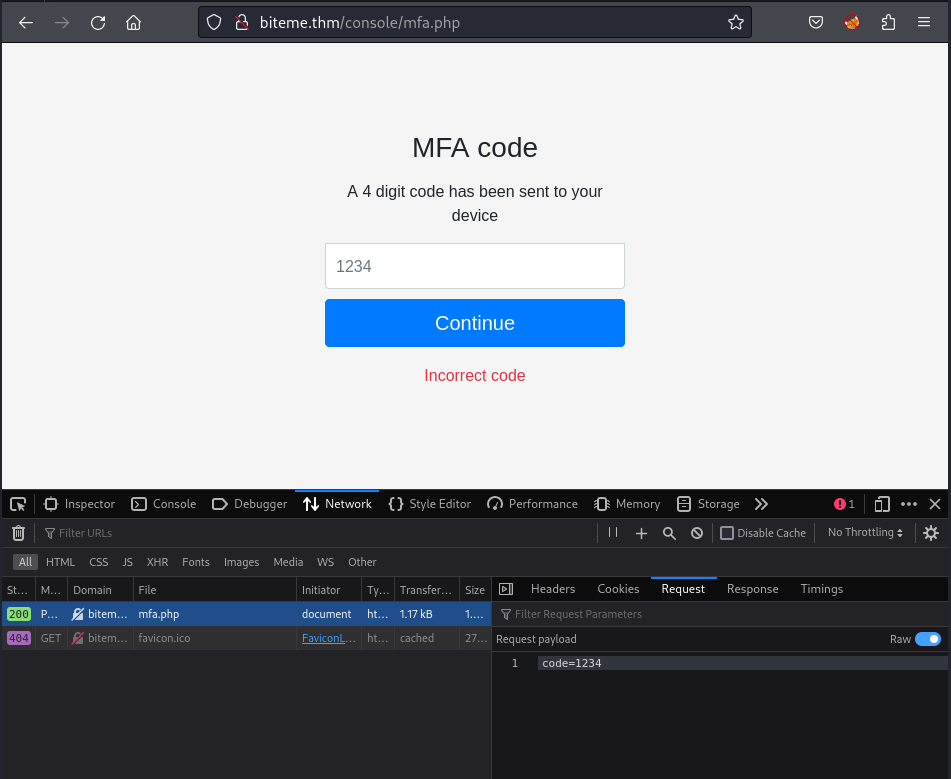 biteme.thm/console/mfa.php
MFA code
A 4 digit code has been sent to your
device
1234
Continue
Incorrect code
Inspector Console Debugger Network Style Editor Performance Memory Storage 1
Filter URLs Disable Cache No Throttling
All HTML CSS JS XHR Fonts Images Media WS Other
St... M... Domain File Initiator Ty... Transfer... Size Headers Cookies Request Response Timings
200 P... bitem... mfa.php document ht... 1.17 kB 1.... Filter Request Parameters
404 GET bitem... favicon.ico FaviconL... ht... cached 27... Request payload Raw
1 code=1234